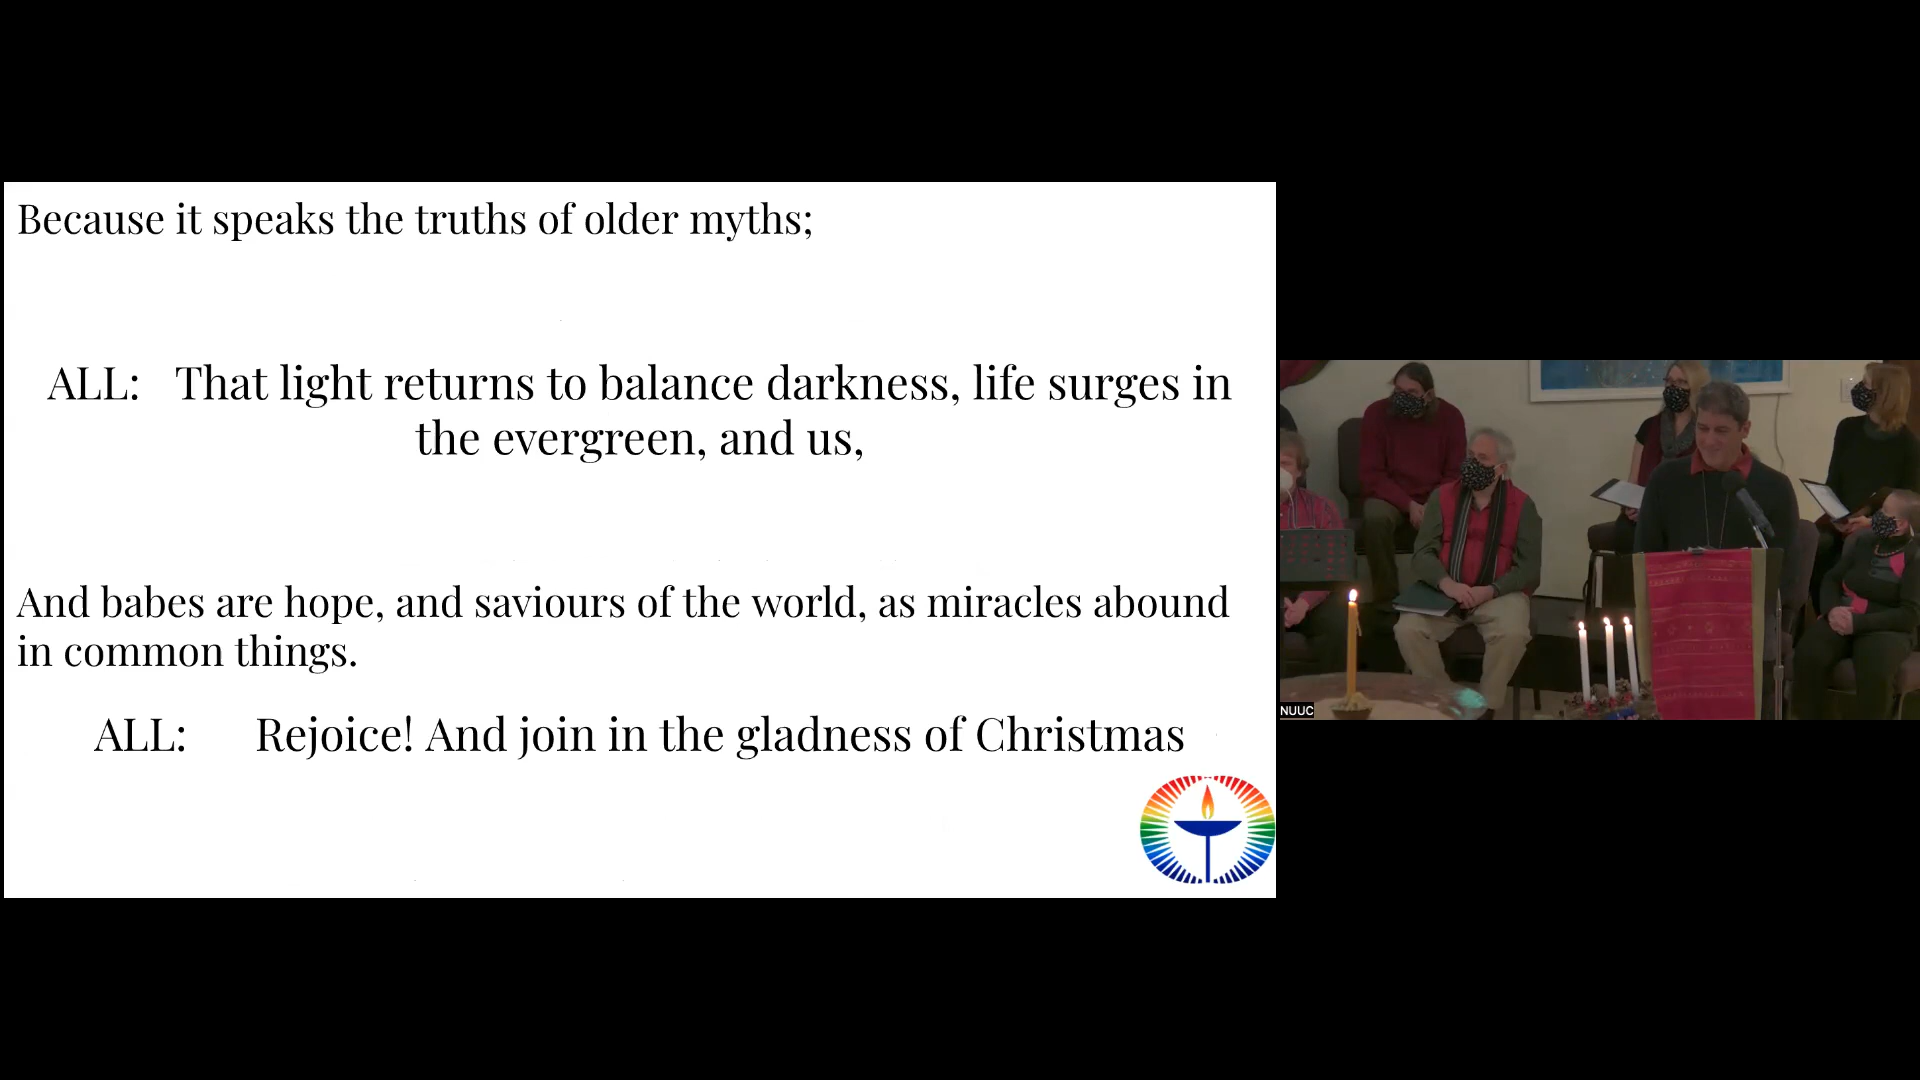 Because it speaks the truths of older myths;
ALL: That light returns to balance darkness, life surges in
the evergreen, and us,
And babes are hope, and saviours of the world, as miracles abound
in common things.
ALL: Rejoice! And join in the gladness of Christmas
NUUC